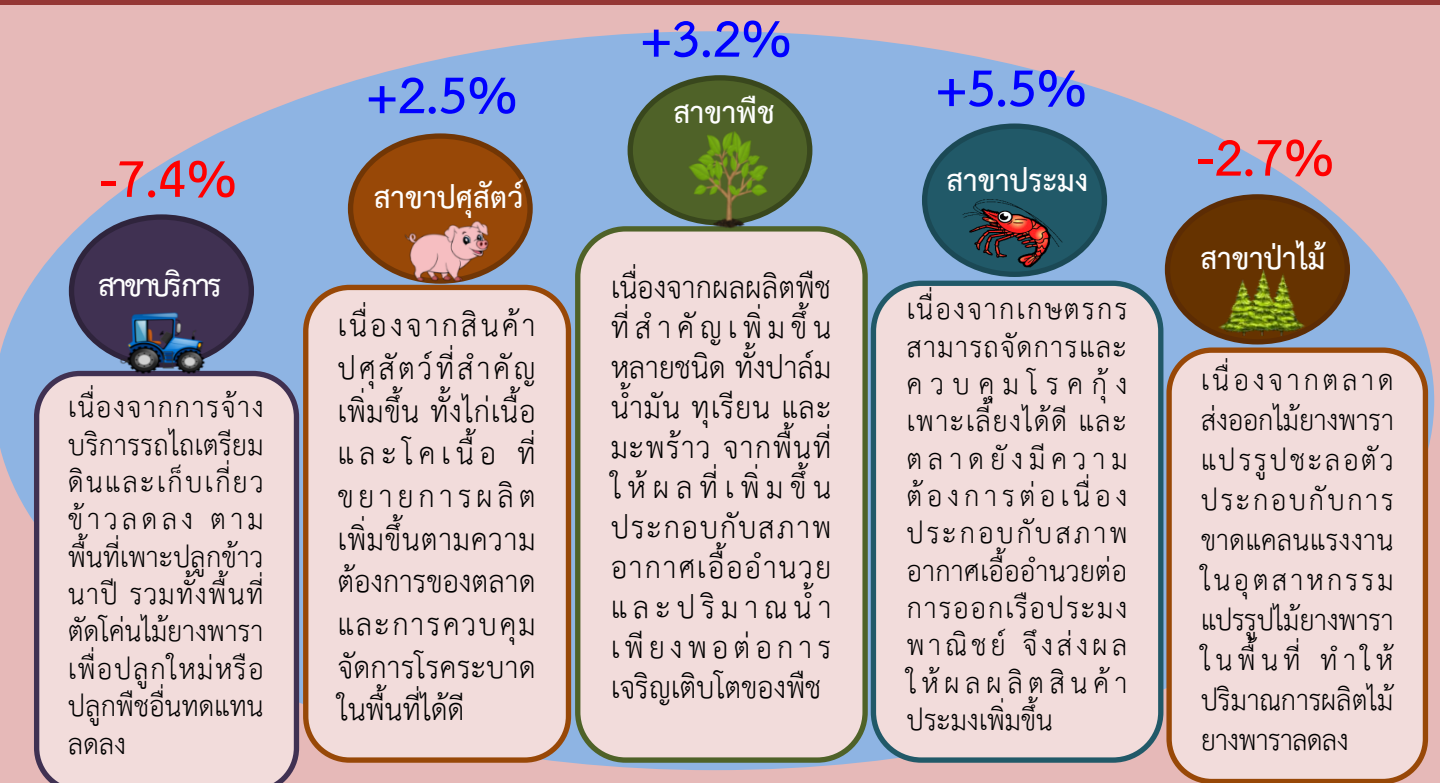 -7.4%
สาขาบริการ
เนื่องจากการจ้าง
บริการรถไถเตรียม
ดินและเก็บเกี่ยว
ข้าวลดลง ตาม
พื้นที่เพาะปลูกข้าว
นาปี รวมทั้งพื้นที่
ตัดโค่นไม้ยางพารา
เพื่อปลูกใหม่หรือ
ปลูกพืชอื่นทดแทน
ลดลง
+2.5%
สาขาปศุสัตว์
เนื่องจากสินค้า
ปศุสัตว์ที่สำคัญ
เพิ่มขึ้น ทั้งไก่เนื้อ
และโคเนื้อ ที่
ขยายการผลิต
เพิ่มขึ้นตามความ
ต้องการของตลาด
และการควบคุม
จัดการโรคระบาด
ในพื้นที่ได้ดี
+3.2%
สาขาพืช
เนื่องจากผลผลิตพืช
ที่สำคัญเพิ่มขึ้น
หลายชนิด ทั้งปาล์ม
น้ำมัน ทุเรียน และ
มะพร้าว จากพื้นที่
ให้ผลที่เพิ่มขึ้น
ประกอบกับสภาพ
อากาศเอื้ออำนวย
และปริมาณน้ำ
เพียงพอต่อการ
เจริญเติบโตของพืช
+5.5%
สาขาประมง
เนื่องจากเกษตรกร
สามารถจัดการและ
ควบคุมโรคกุ้ง
เพาะเลี้ยงได้ดี และ
ตลาดยังมีความ
ต้องการต่อเนื่อง
ประกอบกับสภาพ
อากาศเอื้ออำนวยต่อ
การออกเรือประมง
พาณิชย์ จึงส่งผล
ให้ผลผลิตสินค้า
ประมงเพิ่มขึ้น
-2.7%
สาขาป่าไม้
เนื่องจากตลาด
ส่งออกไม้ยางพารา
แปรรูปชะลอตัว
ประกอบกับการ
ขาดแคลนแรงงาน
ในอุตสาหกรรม
แปรรูปไม้ยางพารา
ในพื้นที่ ทำให้
ปริมาณการผลิตไม้
ยางพาราลดลง